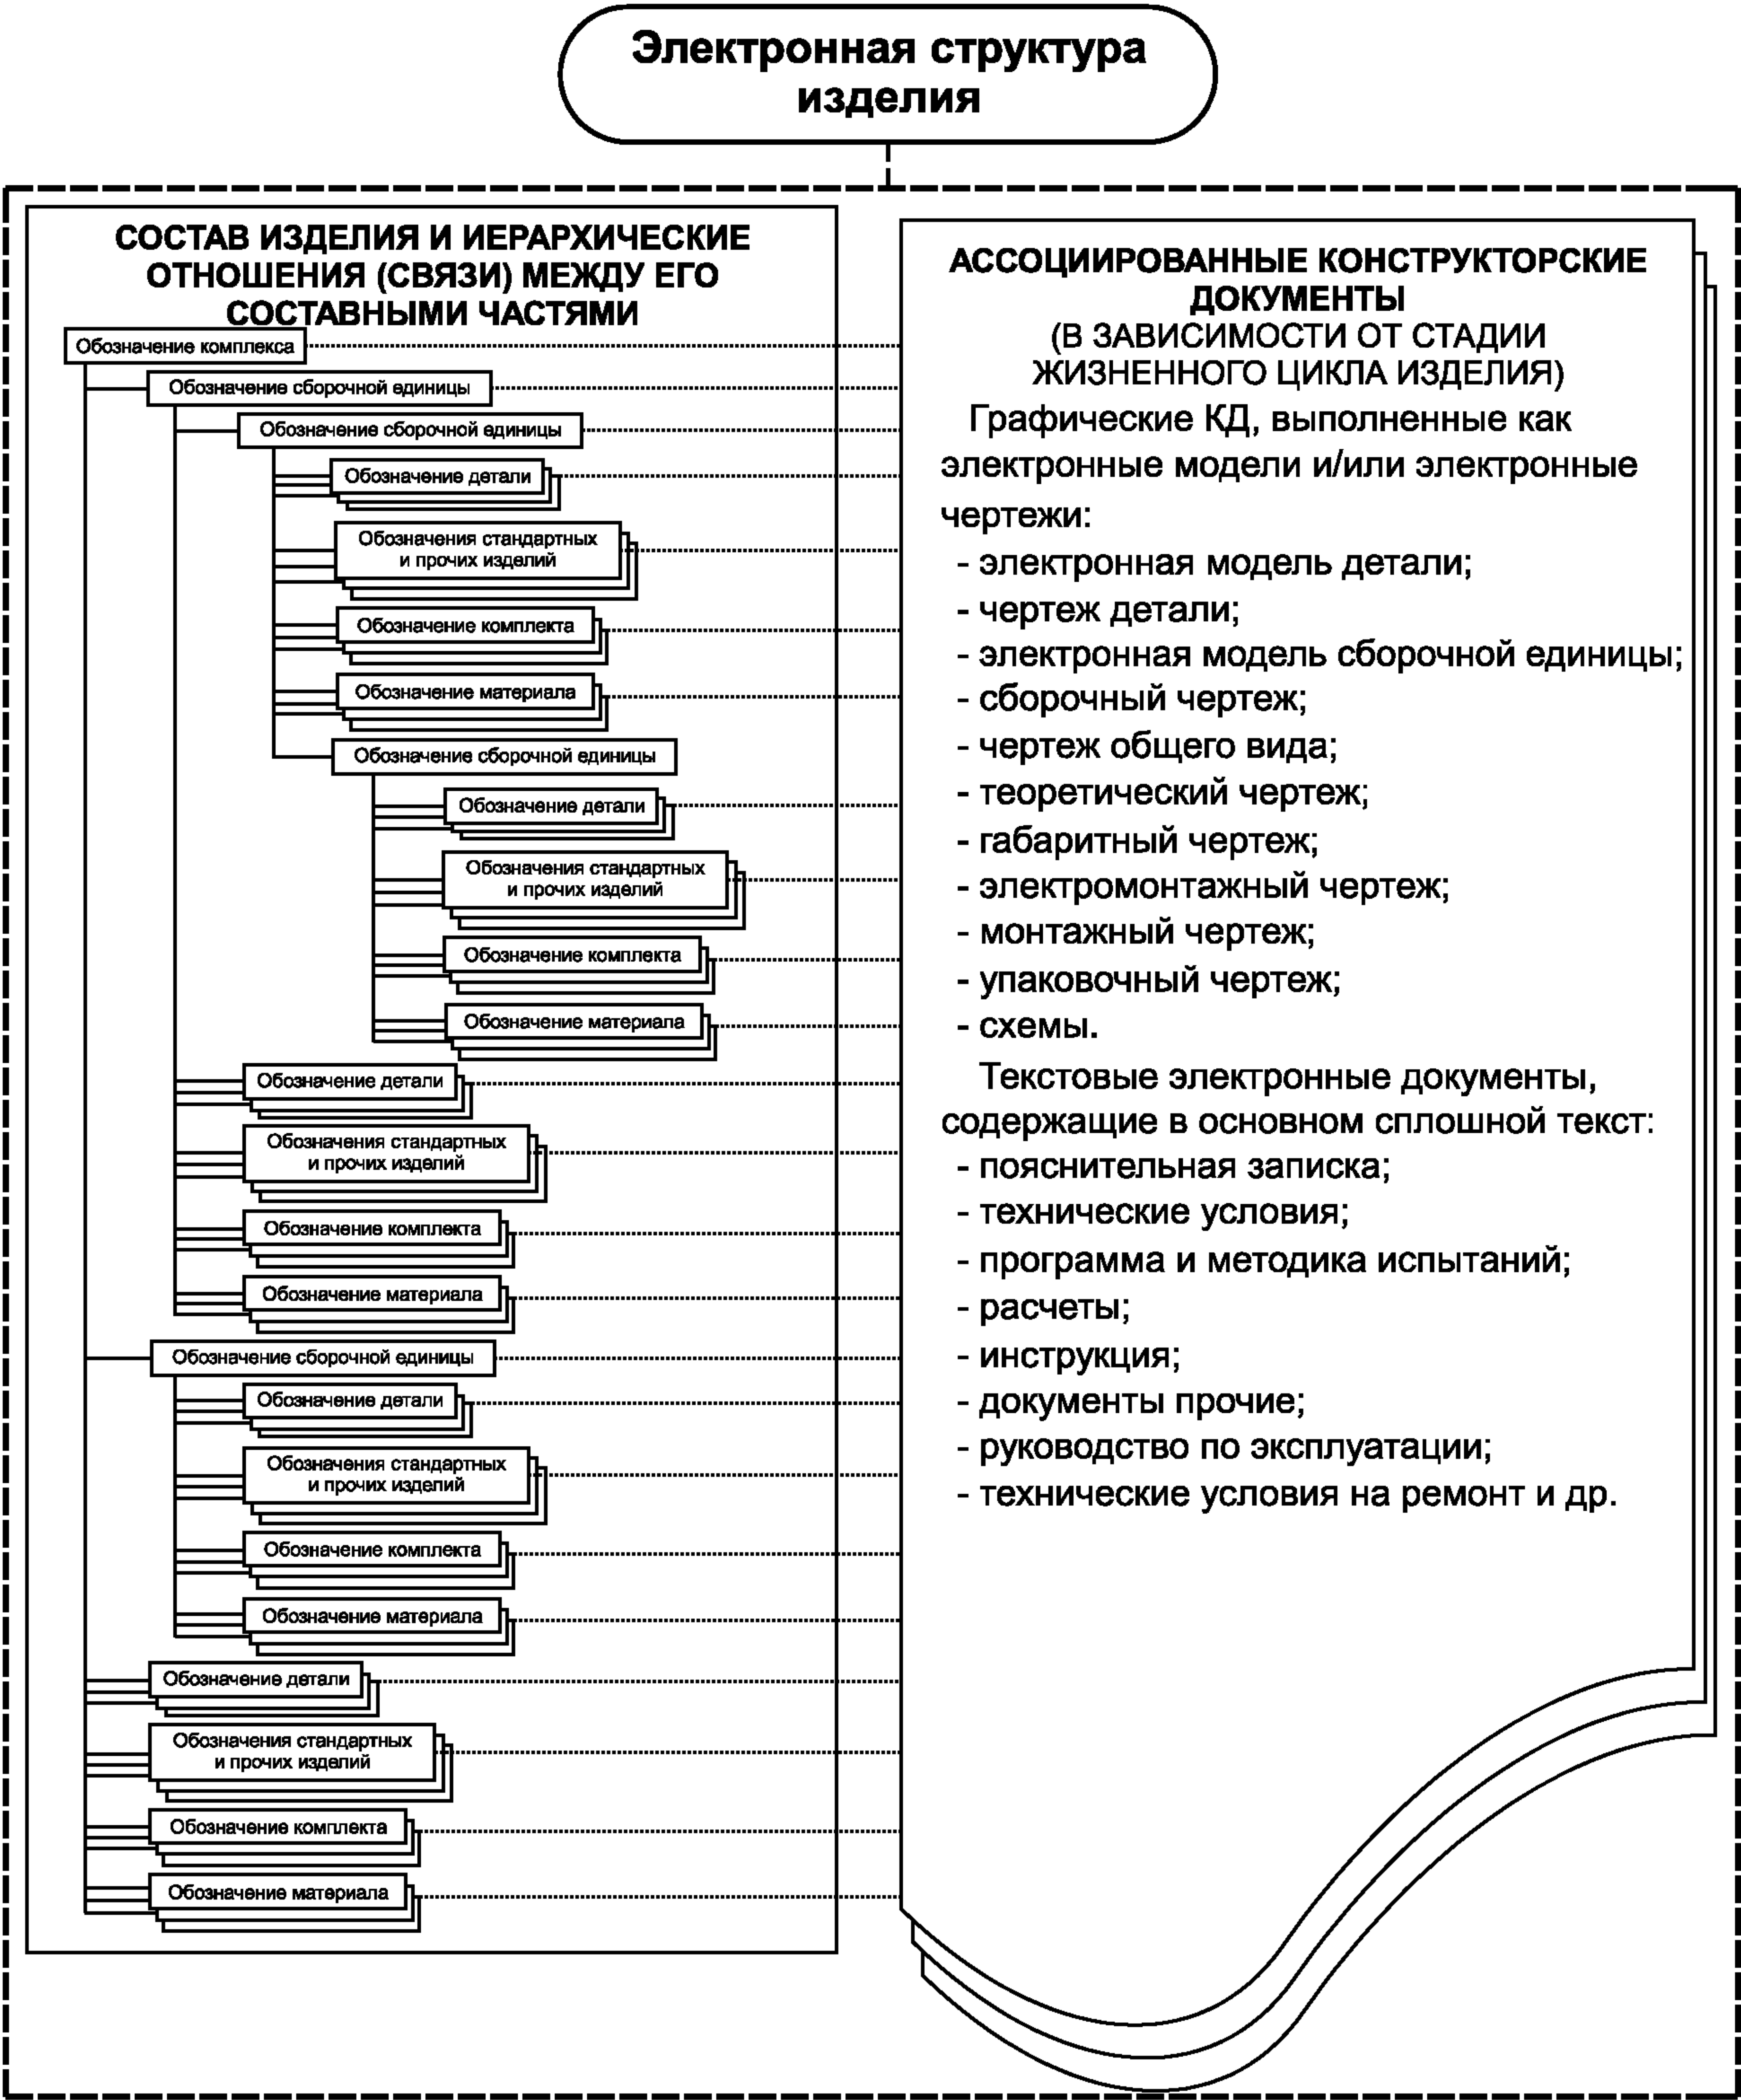 Электронная структура
изделия
СОСТАВ ИЗДЕЛИЯ И ИЕРАРХИЧЕСКИЕ
ОТНОШЕНИЯ (СВЯЗИ) МЕЖДУ ЕГО
СОСТАВНЫМИ ЧАСТЯМИ
Обозначение комплекса
Обозначение сборочной единицы
Обозначение сборочной единицы
Обозначение детали
Обозначения стандартных
и прочих изделий
Обозначение комплекта
Обозначение материала
Обозначение сборочной единицы
Обозначение детали
Обозначения стандартных
и прочих изделий
Обозначение комплекта
Обозначение материала
Обозначение детали
Обозначения стандартных
и прочих изделий
Обозначение комплекта
Обозначение материала
Обозначение сборочной единицы
Обозначение детали
Обозначения стандартных
и прочих изделий
Обозначение комплекта
Обозначение материала
Обозначение детали
Обозначения стандартных
и прочих изделий
Обозначение комплекта
Обозначение материала
АССОЦИИРОВАННЫЕ КОНСТРУКТОРСКИЕ
ДОКУМЕНТЫ
(В ЗАВИСИМОСТИ ОТ СТАДИИ
ЖИЗНЕННОГО ЦИКЛА ИЗДЕЛИЯ)
Графические КД, выполненные как
электронные модели и/или электронные
чертежи:
- электронная модель детали;
- чертеж детали;
- электронная модель сборочной единицы;
- сборочный чертеж;
- чертеж общего вида;
- теоретический чертеж;
- габаритный чертеж;
- электромонтажный чертеж;
- монтажный чертеж;
- упаковочный чертеж;
- схемы.
Текстовые электронные документы,
содержащие в основном сплошной текст:
- пояснительная записка;
- технические условия;
- программа и методика испытаний;
- расчеты;
- инструкция;
- документы прочие;
- руководство по эксплуатации;
- технические условия на ремонт и др.